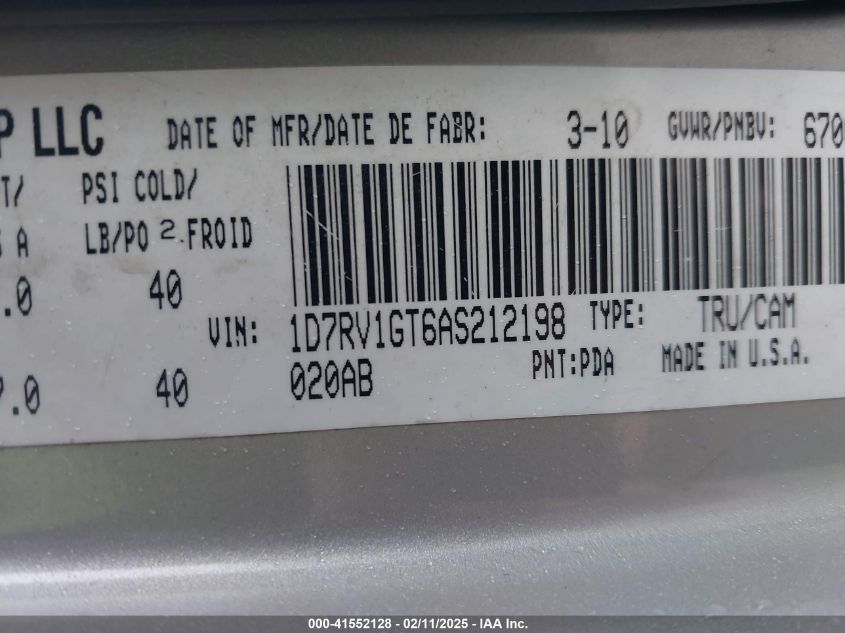 P LLC DATE OF MFR/DATE DE FABR: 3-10 GVWR/PNBV: 670
T/ PSI COLD/
A LB/PO 2 FROID
.0 40
VIN: 1D7RV1GT6AS212198 TYPE: TRU/CAM
7.0 40 020AB PNT:PDA MADE IN U.S.A.
000-41552128 - 02/11/2025 - IAA Inc.